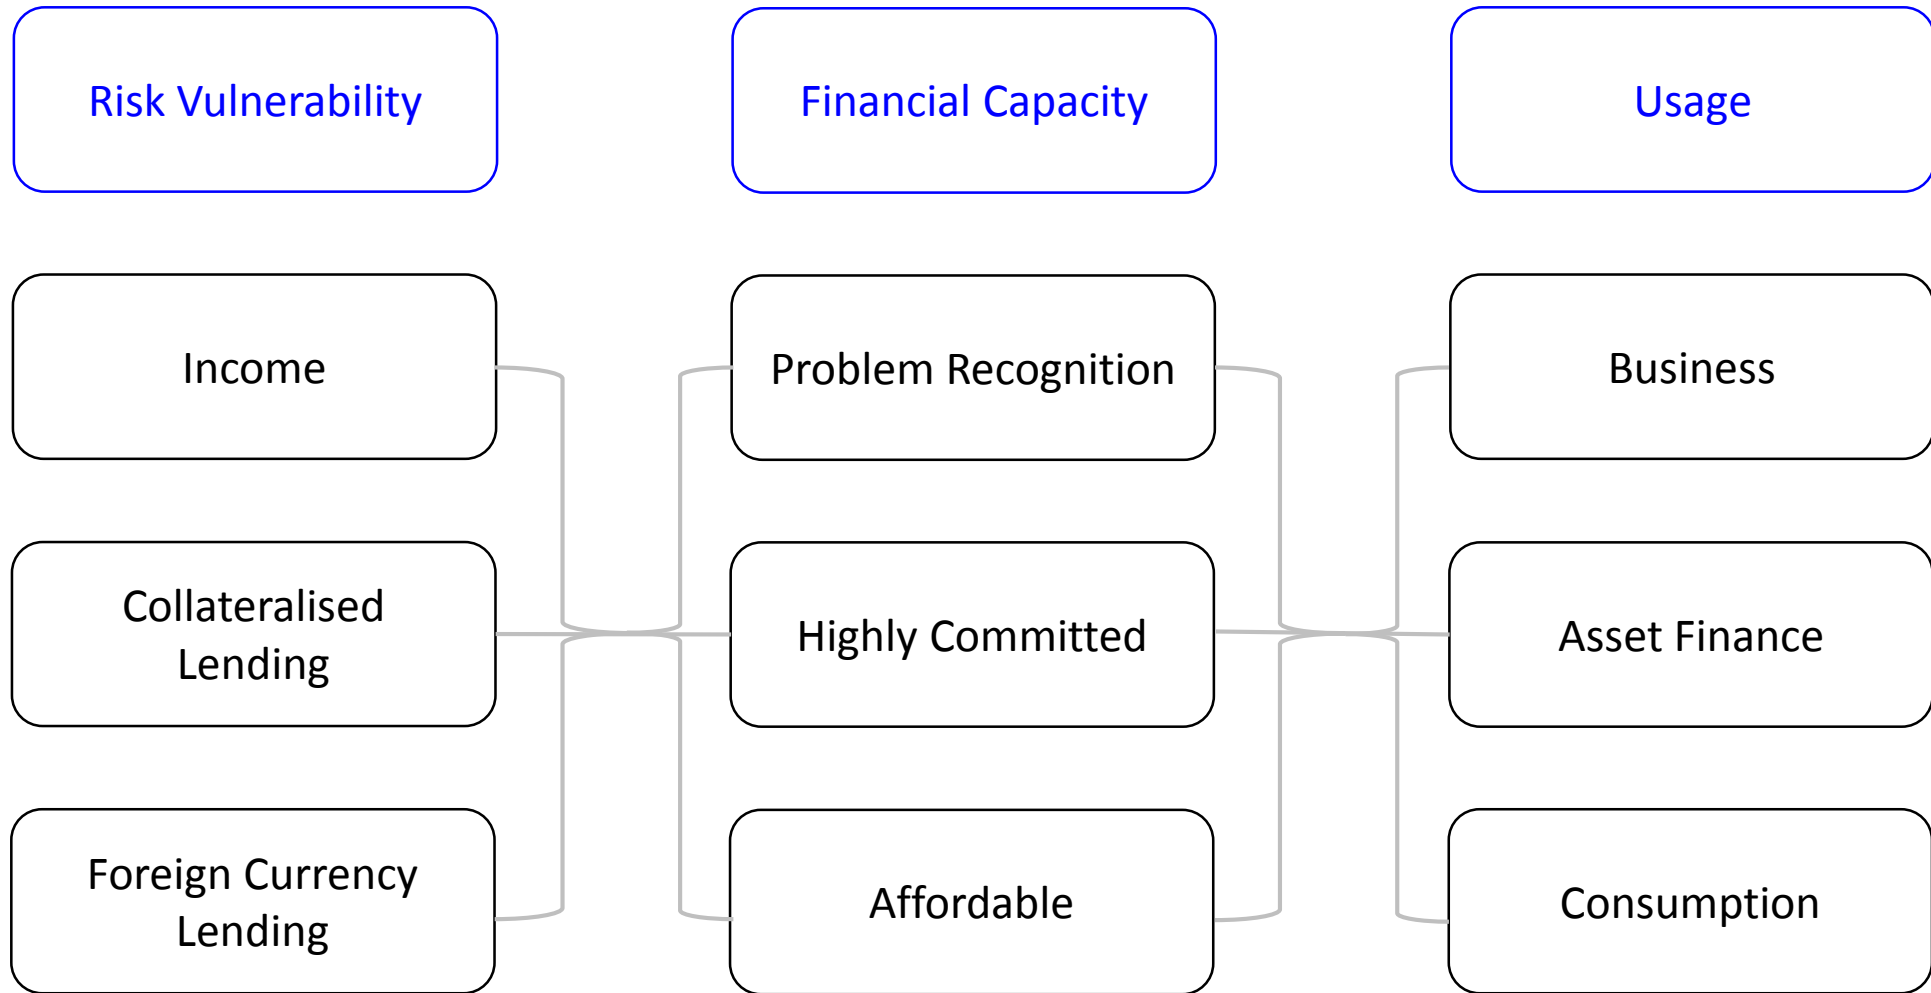 Risk Vulnerability
Financial Capacity
Usage
Income
Problem Recognition
Business
Collateralised
Lending
Highly Committed
Asset Finance
Foreign Currency
Lending
Affordable
Consumption